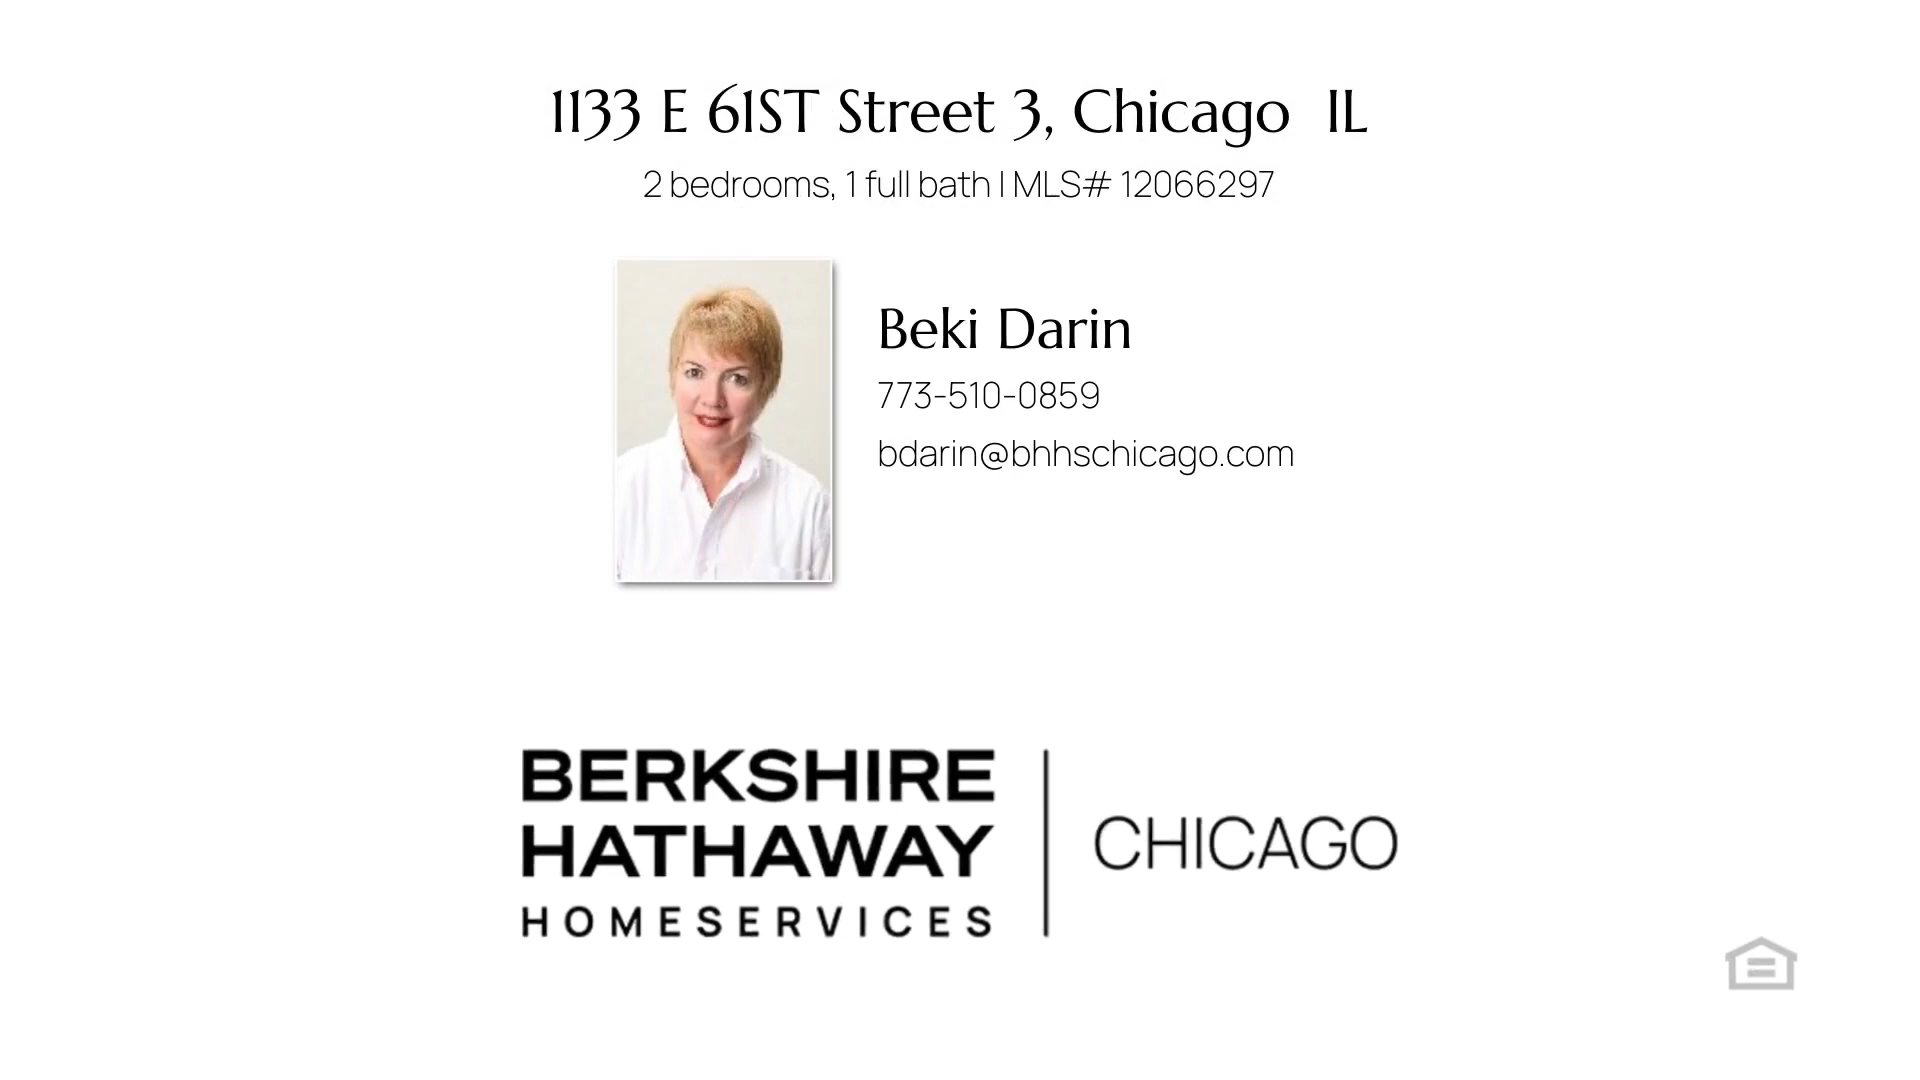 1133 E 61ST Street 3, Chicago  IL
2 bedrooms, 1 full bath | MLS# 12066297
Beki Darin
773-510-0859
bdarin@bhhschicago.com
BERKSHIRE
HATHAWAY
HOMESERVICES
CHICAGO